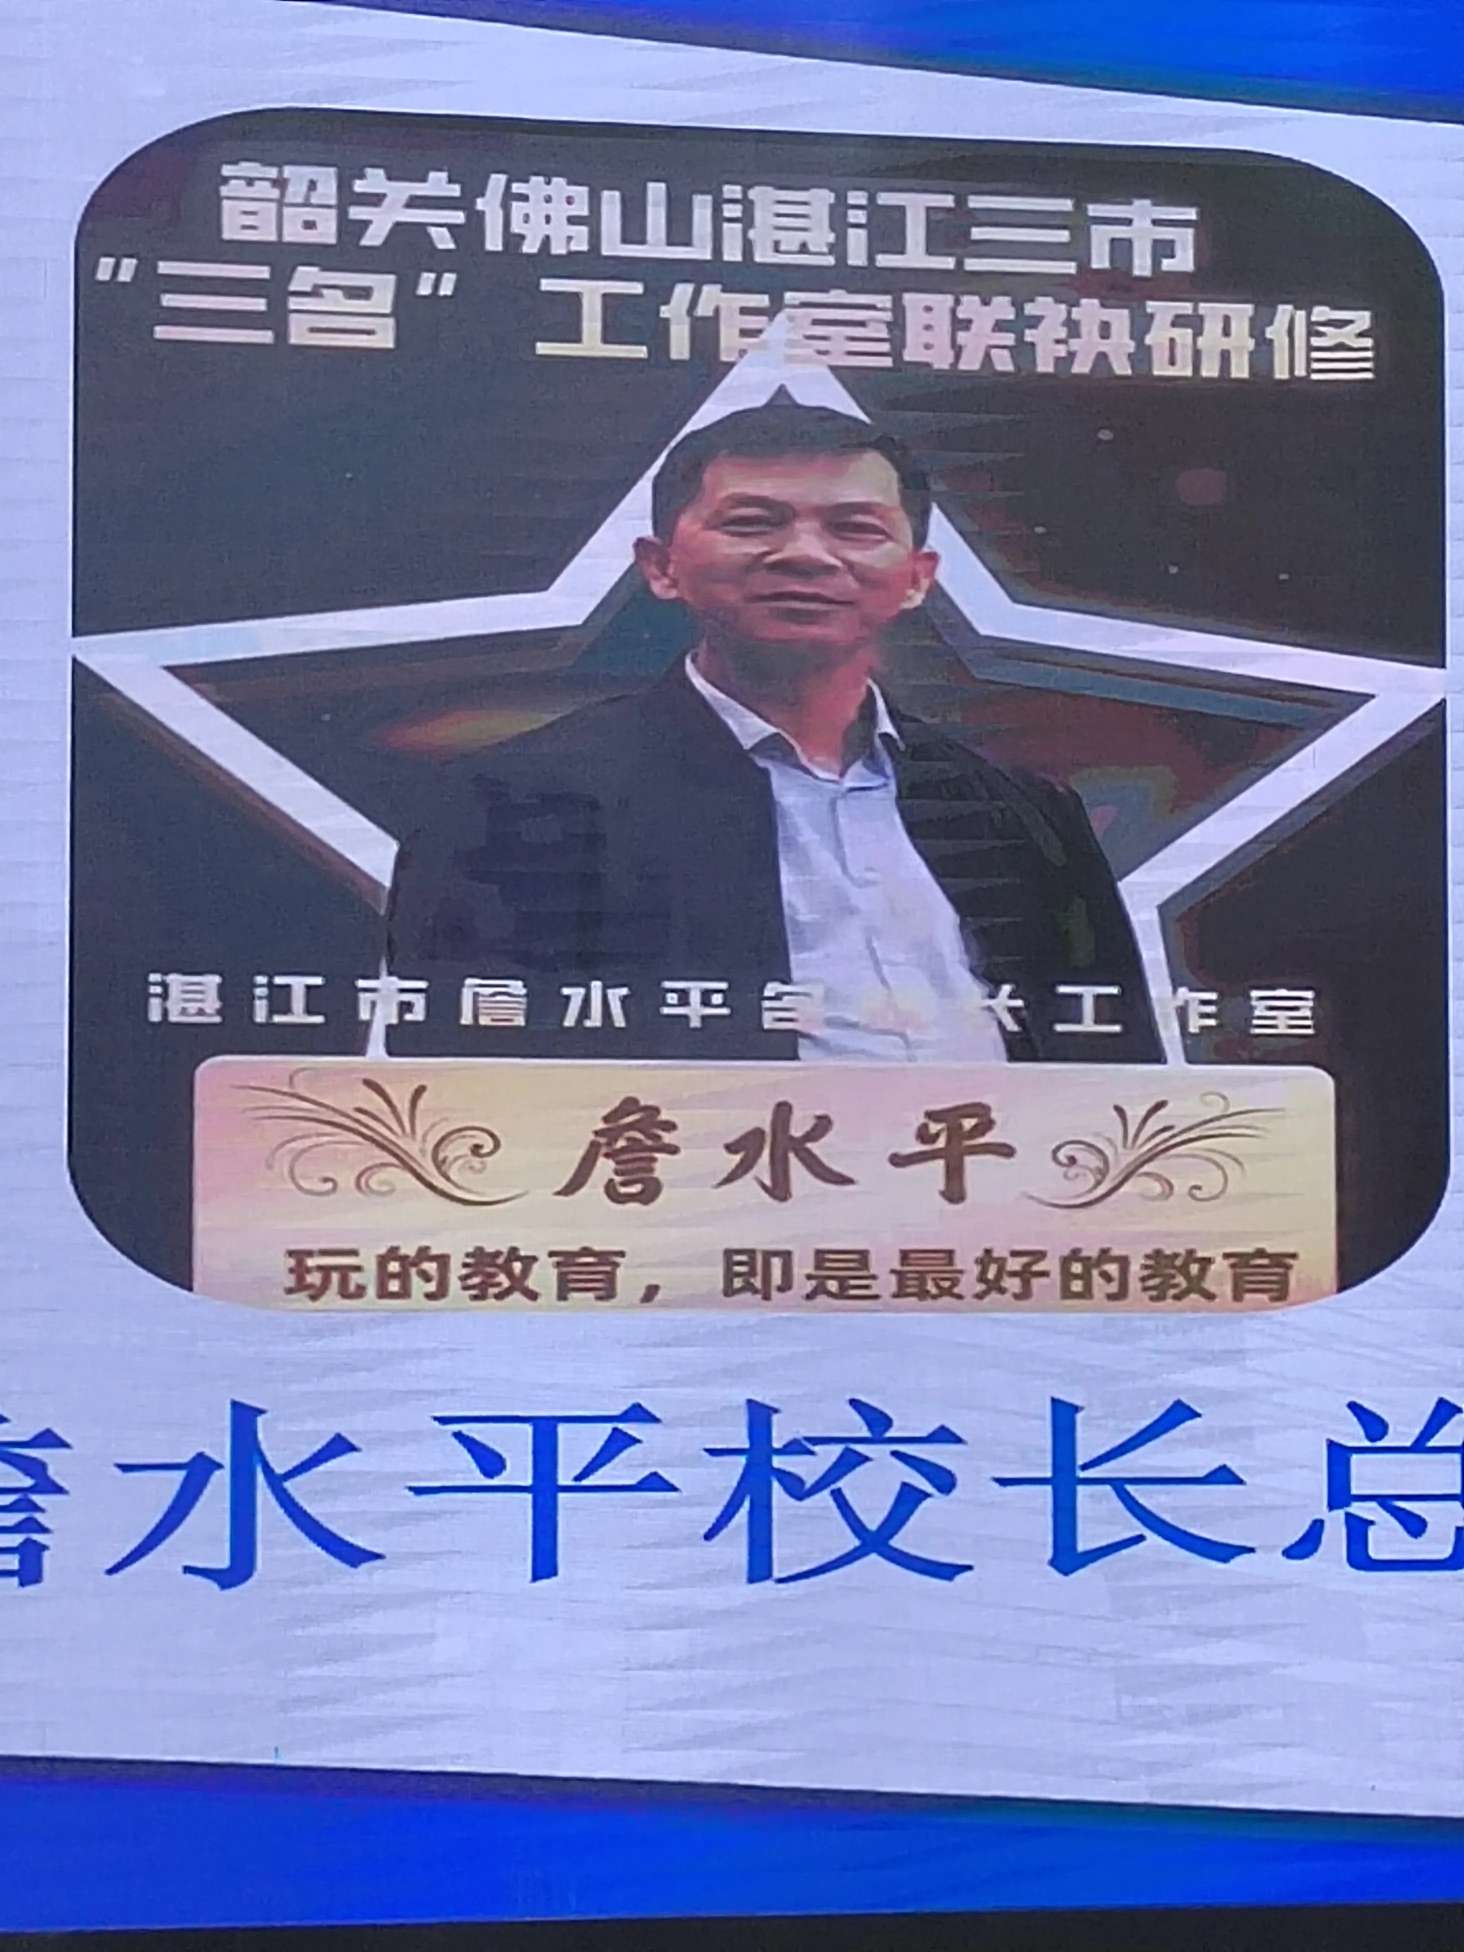 韶关佛山湛江三市
"三名"工作室联袂研修
湛江市詹水平名 长工作室
詹水平
玩的教育，即是最好的教育
詹水平校长总